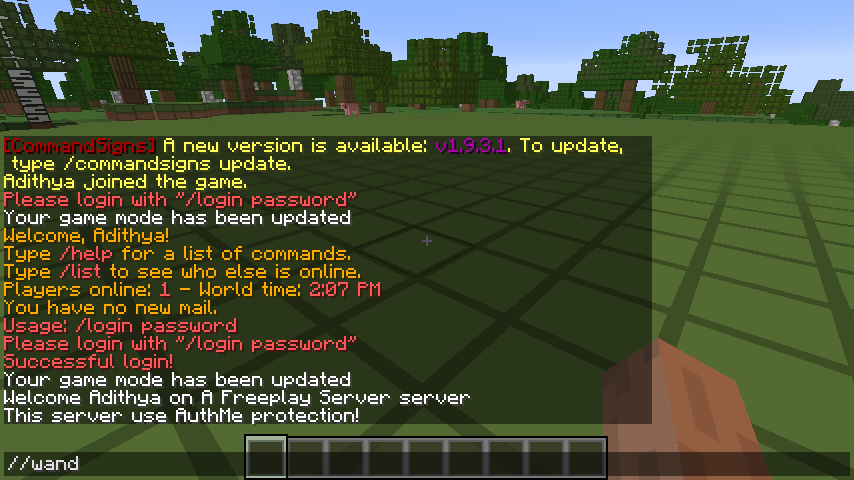 [CommandSigns] A new version is available: v1.9.3.1. To update,
type /commandsigns update.
Adithya joined the game.
Please login with "/login password"
Your game mode has been updated
Welcome, Adithya!
Type /help for a list of commands.
Type /list to see who else is online.
Players online: 1 - World time: 2:07 PM
You have no new mail.
Usage: /login password
Please login with "/login password"
Successful login!
Your game mode has been updated
Welcome Adithya on A Freeplay Server server
This server use AuthMe protection!
//wand